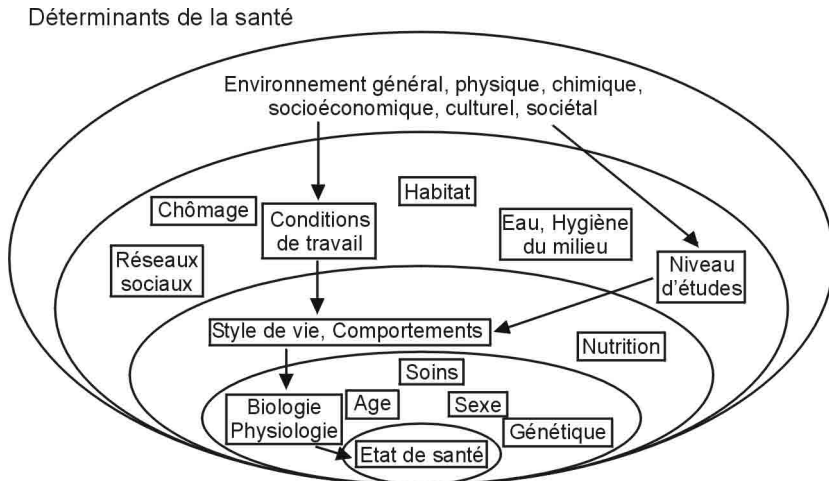 Déterminants de la santé
Environnement général, physique, chimique,
socioéconomique, culturel, sociétal
Habitat
Chômage
Conditions
de travail
Eau, Hygiène
du milieu
Réseaux
sociaux
Niveau
d'études
Style de vie, Comportements
Nutrition
Soins
Biologie
Physiologie
Age
Sexe
Génétique
Etat de santé